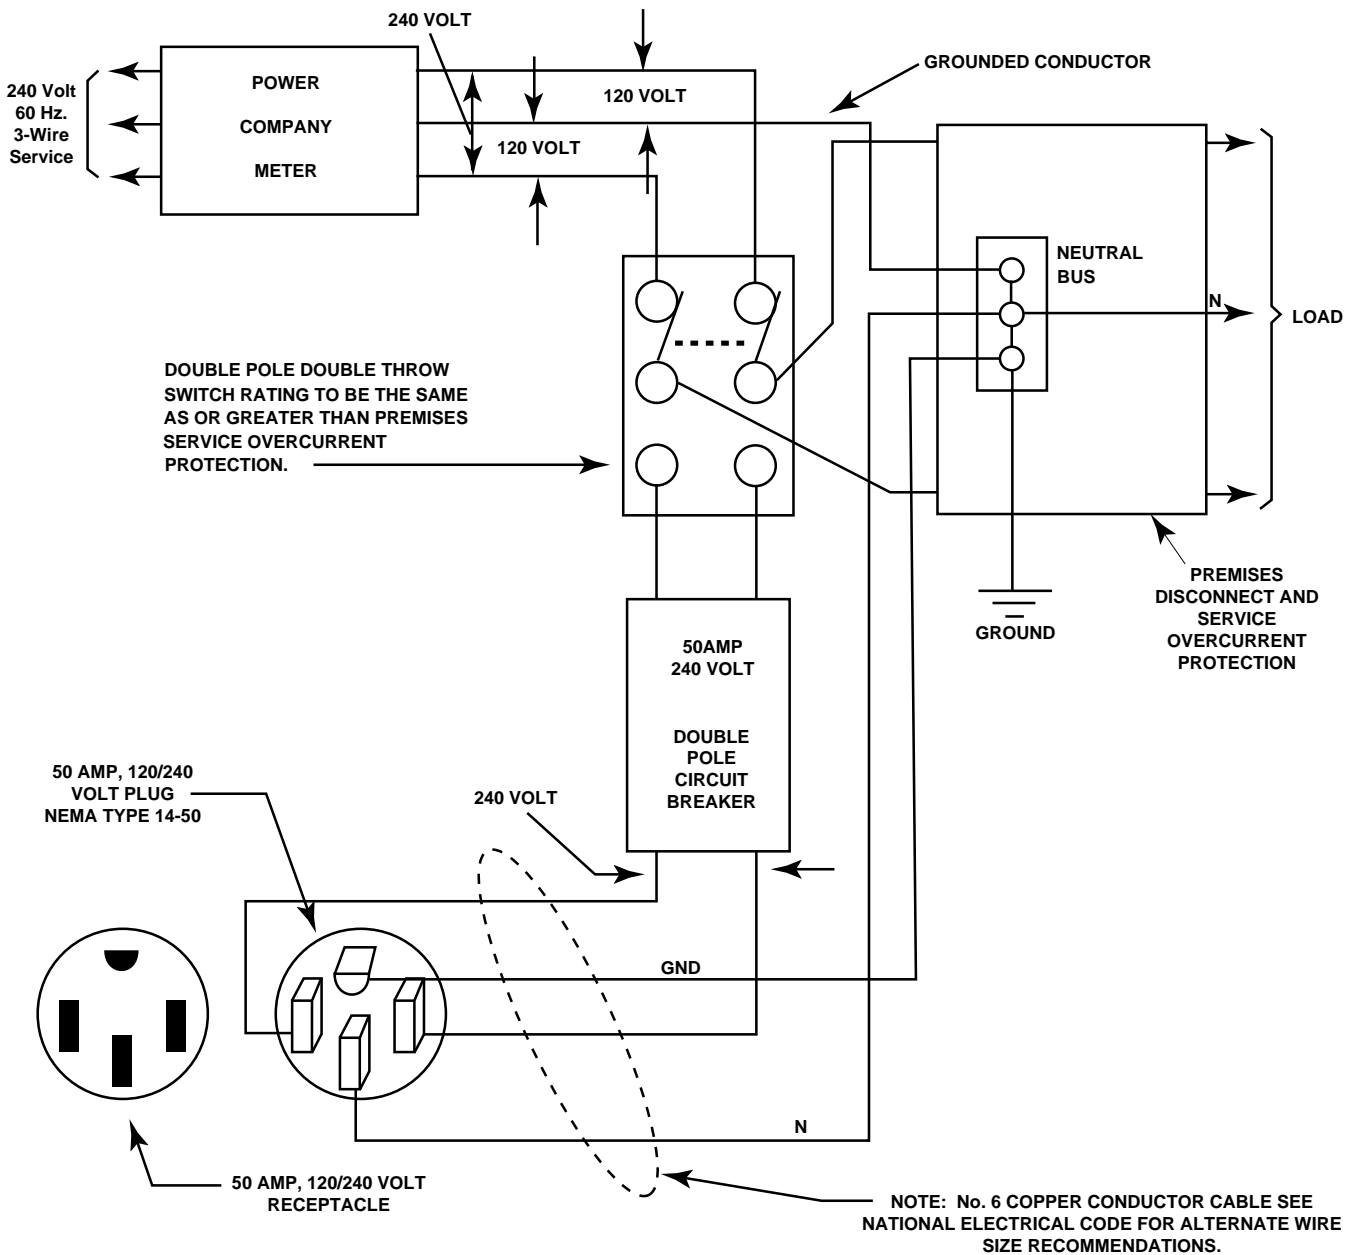 240 VOLT
GROUNDED CONDUCTOR
240 Volt
60 Hz.
3-Wire
Service
POWER
COMPANY
METER
120 VOLT
120 VOLT
NEUTRAL
BUS
N
LOAD
DOUBLE POLE DOUBLE THROW
SWITCH RATING TO BE THE SAME
AS OR GREATER THAN PREMISES
SERVICE OVERCURRENT
PROTECTION.
GROUND
PREMISES
DISCONNECT AND
SERVICE
OVERCURRENT
PROTECTION
50AMP
240 VOLT
DOUBLE
POLE
CIRCUIT
BREAKER
50 AMP, 120/240
VOLT PLUG
NEMA TYPE 14-50
240 VOLT
GND
N
50 AMP, 120/240 VOLT
RECEPTACLE
NOTE: No. 6 COPPER CONDUCTOR CABLE SEE
NATIONAL ELECTRICAL CODE FOR ALTERNATE WIRE
SIZE RECOMMENDATIONS.